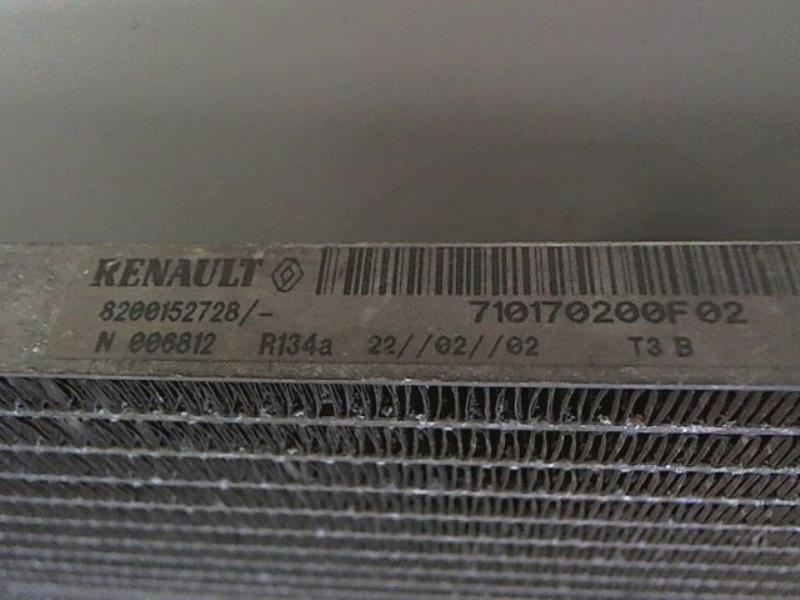 RENAULT
8200152728/- 710170200F02
N 006812 R134a 22//02//02 T3 B